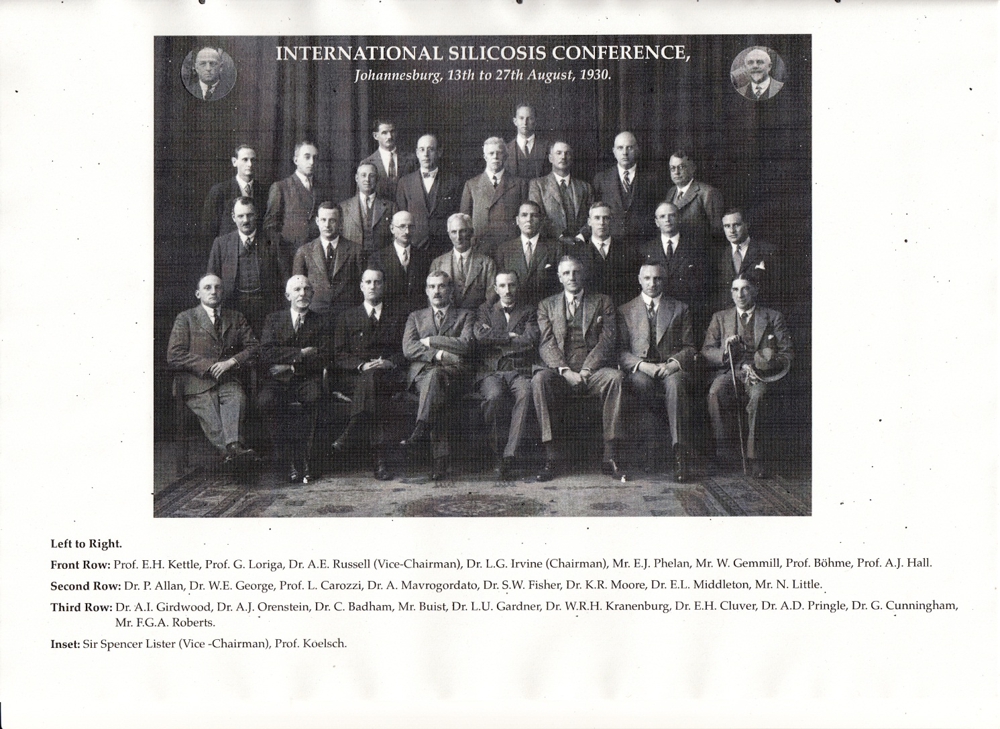 INTERNATIONAL SILICOSIS CONFERENCE,
Johannesburg, 13th to 27th August, 1930.
Left to Right.
Front Row: Prof. E.H. Kettle, Prof. G. Loriga, Dr. A.E. Russell (Vice-Chairman), Dr. L.G. Irvine (Chairman), Mr. E.J. Phelan, Mr. W. Gemmill, Prof. Böhme, Prof. A.J. Hall.
Second Row: Dr. P. Allan, Dr. W.E. George, Prof. L. Carozzi, Dr. A. Mavrogordato, Dr. S.W. Fisher, Dr. K.R. Moore, Dr. E.L. Middleton, Mr. N. Little.
Third Row: Dr. A.I. Girdwood, Dr. A.J. Orenstein, Dr. C. Badham, Mr. Buist, Dr. L.U. Gardner, Dr. W.R.H. Kranenburg, Dr. E.H. Cluver, Dr. A.D. Pringle, Dr. G. Cunningham,
Mr. F.G.A. Roberts.
Inset: Sir Spencer Lister (Vice -Chairman), Prof. Koelsch.